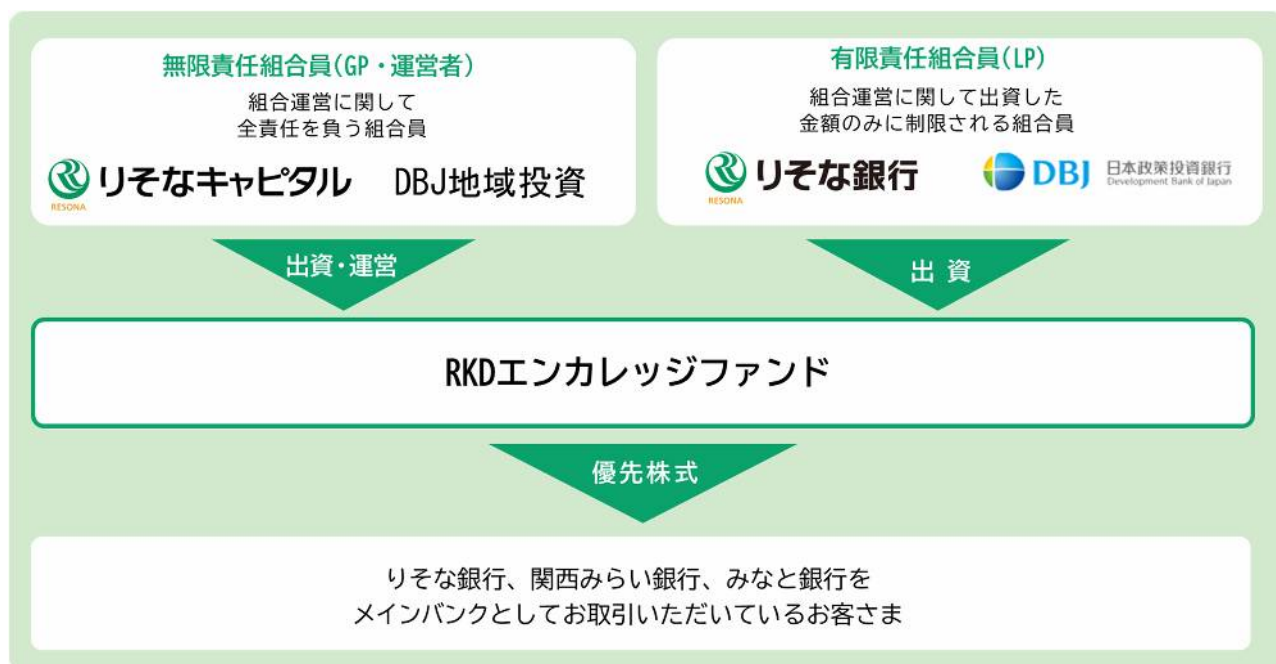 無限責任組合員(GP・運営者)
組合運営に関して
全責任を負う組合員
RESONA
りそなキャピタル
DBJ地域投資
有限責任組合員(LP)
組合運営に関して出資した
金額のみに制限される組合員
RESONA
りそな銀行
DBJ
日本政策投資銀行
Development Bank of Japan
出資・運営
出 資
RKDエンカレッジファンド
優先株式
りそな銀行、関西みらい銀行、みなと銀行を
メインバンクとしてお取引いただいているお客さま